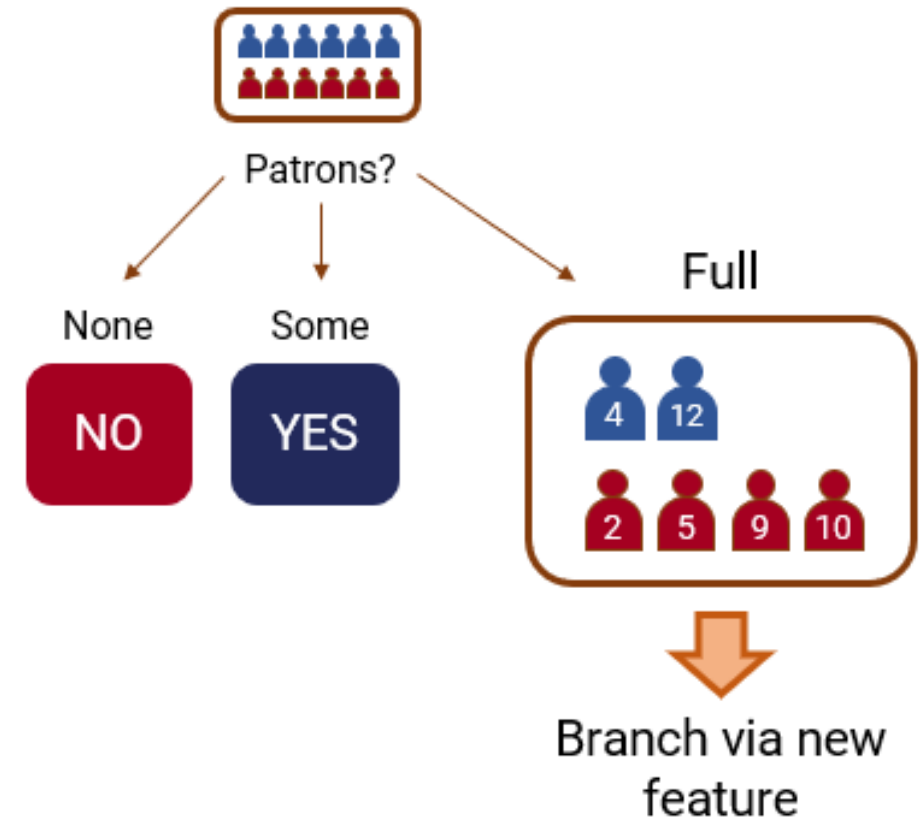 Patrons?
Full
None
Some
NO
YES
4 12
2 5 9 10
Branch via new
feature